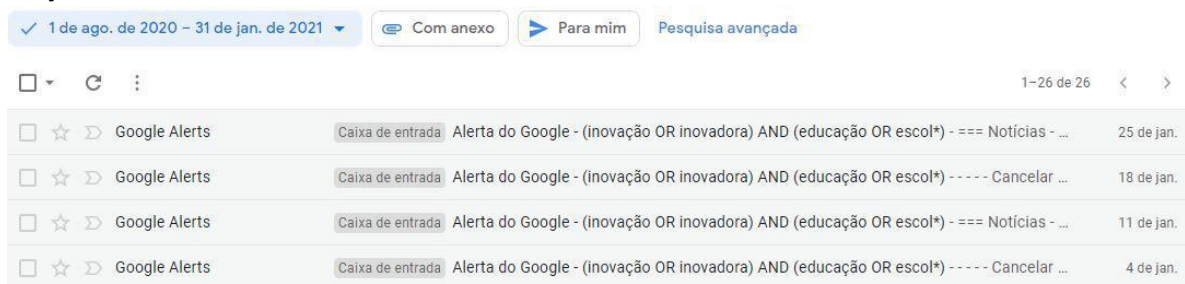 1 de ago. de 2020 – 31 de jan. de 2021 Com anexo Para mim Pesquisa avançada
1–26 de 26
Google Alerts Caixa de entrada Alerta do Google - (inovação OR inovadora) AND (educação OR escol*) - === Notícias - ... 25 de jan.
Google Alerts Caixa de entrada Alerta do Google - (inovação OR inovadora) AND (educação OR escol*) - - - - - Cancelar ... 18 de jan.
Google Alerts Caixa de entrada Alerta do Google - (inovação OR inovadora) AND (educação OR escol*) - === Notícias - ... 11 de jan.
Google Alerts Caixa de entrada Alerta do Google - (inovação OR inovadora) AND (educação OR escol*) - - - - - Cancelar ... 4 de jan.